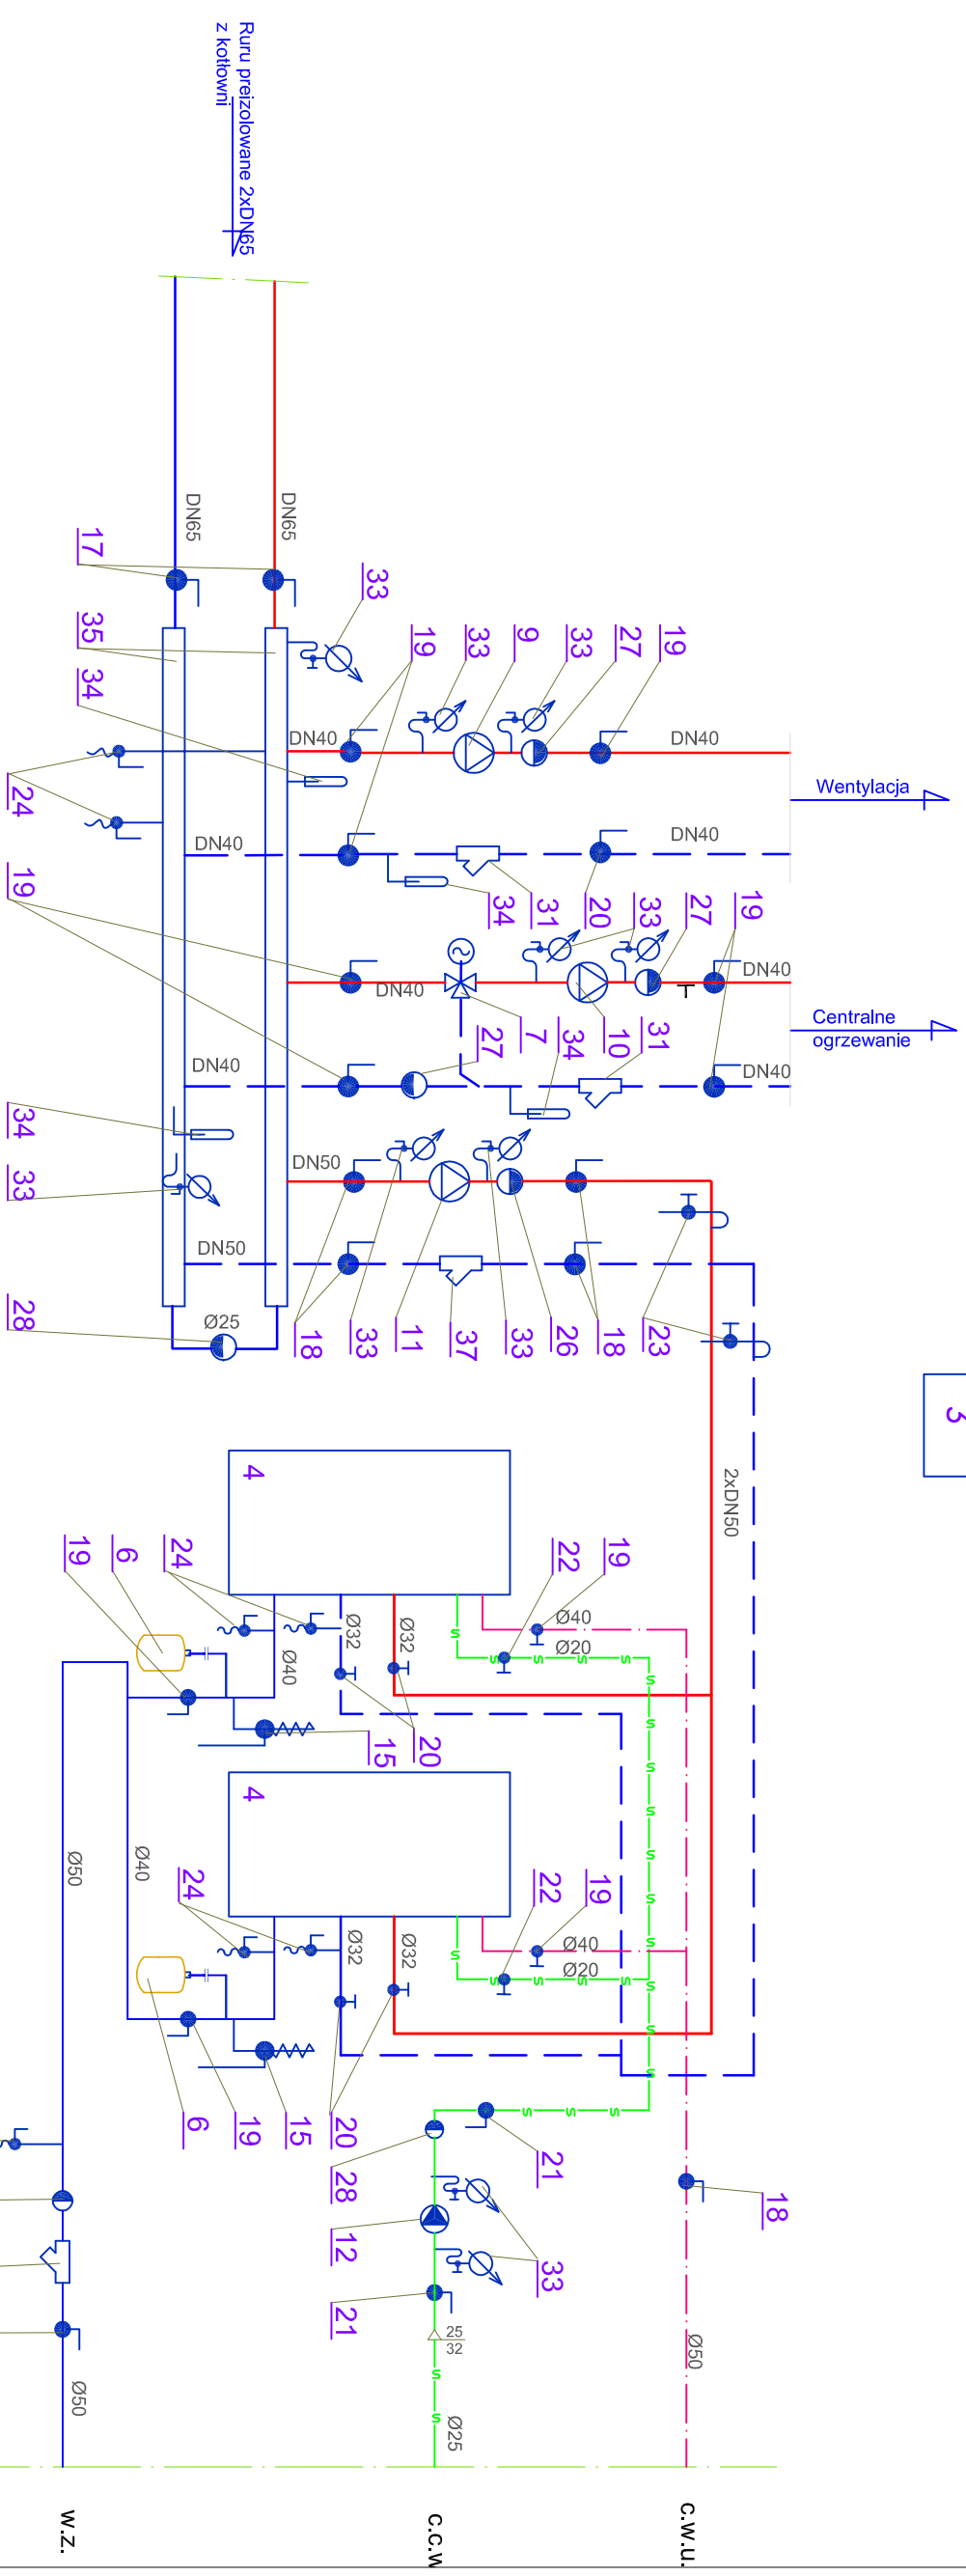 Ruru preizolowane 2xDN65
z kotłowni
DN65
DN65
17
35
34
33
19
33
9
33
27
19
DN40
DN40
Wentylacja
24
DN40
DN40
34
31
20
33
27
19
19
DN40
DN40
Centralne
ogrzewanie
T
27
7
34
10
31
DN40
DN40
34
33
DN50
DN50
28
Ø25
18
33
11
37
33
26
18
23
3
2xDN50
4
19
6
24
22
19
Ø40
Ø20
Ø32
Ø32
Ø40
15
20
4
Ø50
Ø40
24
22
19
Ø40
Ø20
Ø32
Ø32
6
19
15
20
28
12
21
21
33
18
25
32
Ø50
Ø50
Ø25
w.z.
c.c.w
c.w.u.